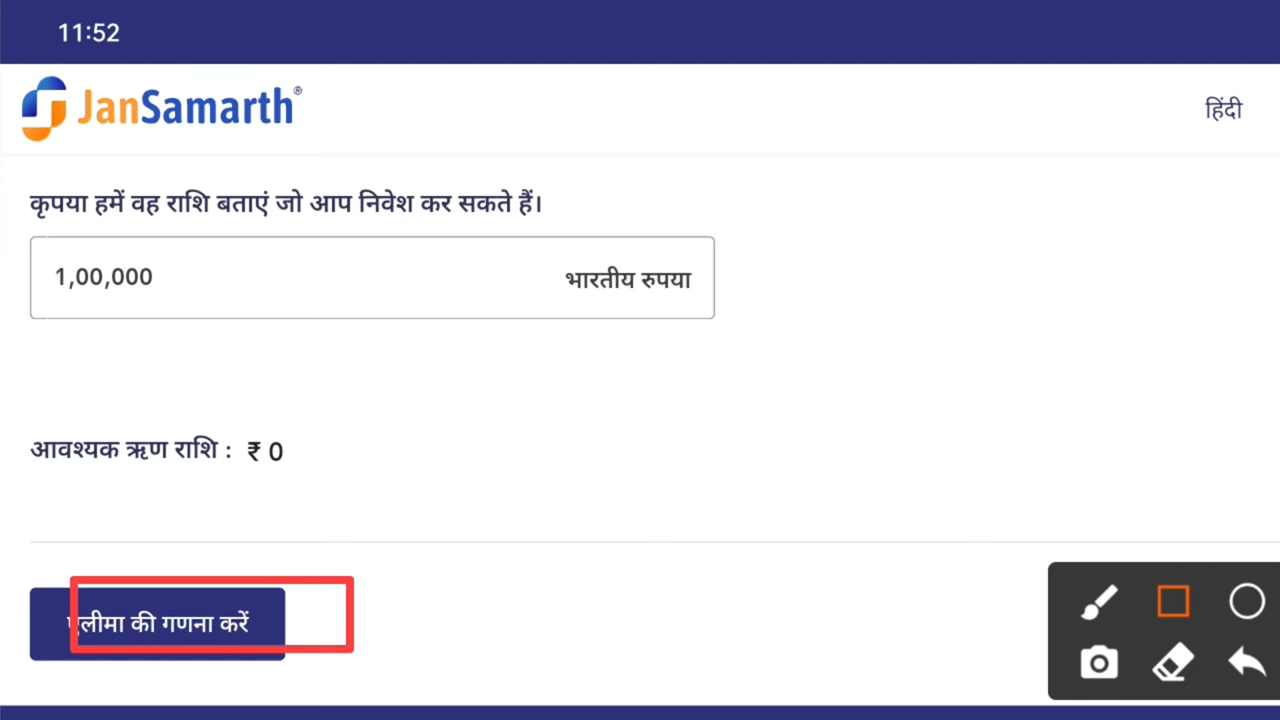 11:52
JanSamarth®
हिंदी
कृपया हमें वह राशि बताएं जो आप निवेश कर सकते हैं।
1,00,000 भारतीय रुपया
आवश्यक ऋण राशि : ₹ 0
की गणना करें